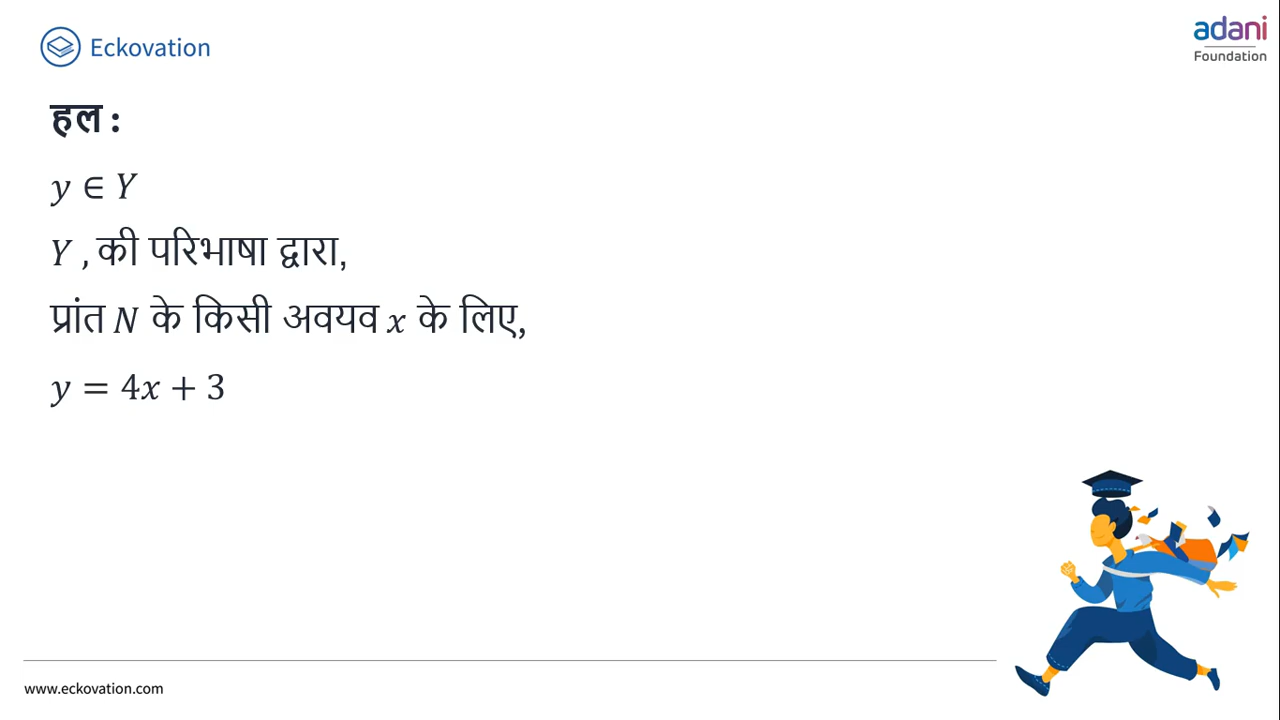 Eckovation
adani
Foundation
हल :
y ∈ Y
Y , की परिभाषा द्वारा,
प्रांत N के किसी अवयव x के लिए,
y = 4x + 3
www.eckovation.com